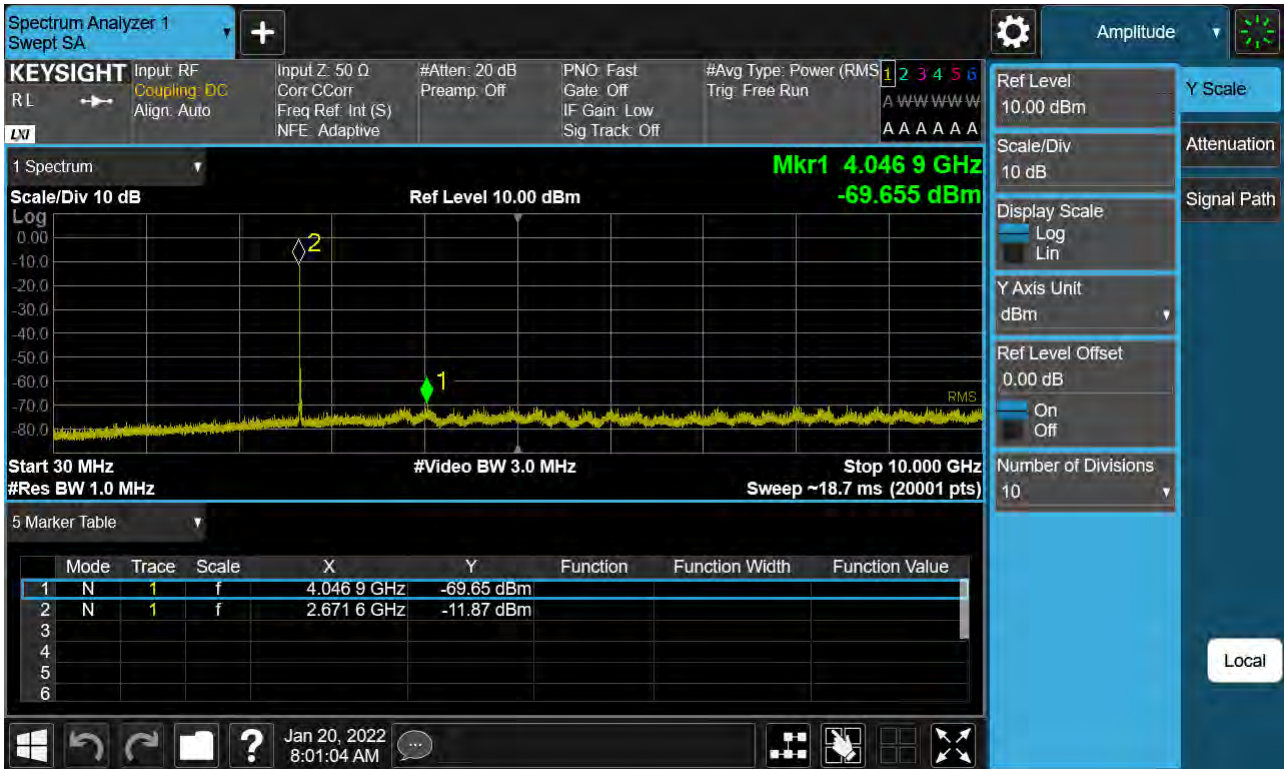 Spectrum Analyzer 1
Swept SA
+
Amplitude
KEYSIGHT
R L
LXI
Input: RF
Coupling: DC
Align: Auto
Input Z: 50 Ω
Corr CCorr
Freq Ref: Int (S)
NFE: Adaptive
#Atten: 20 dB
Preamp: Off
PNO: Fast
Gate: Off
IF Gain: Low
Sig Track: Off
#Avg Type: Power (RMS
Trig: Free Run
1 2 3 4 5 6
A W W W W W
A A A A A A
1 Spectrum
Mkr1 4.046 9 GHz
-69.655 dBm
Scale/Div 10 dB
Ref Level 10.00 dBm
Log
0.00
-10.0
-20.0
-30.0
-40.0
-50.0
-60.0
-70.0
-80.0
2
1
RMS
Start 30 MHz
#Video BW 3.0 MHz
Stop 10.000 GHz
#Res BW 1.0 MHz
Sweep ~18.7 ms (20001 pts)
5 Marker Table
Mode Trace Scale X Y Function Function Width Function Value
1 N 1 f 4.046 9 GHz -69.65 dBm
2 N 1 f 2.671 6 GHz -11.87 dBm
3
4
5
6
Ref Level
10.00 dBm
Scale/Div
10 dB
Display Scale
Log
Lin
Y Axis Unit
dBm
Ref Level Offset
0.00 dB
On
Off
Number of Divisions
10
Y Scale
Attenuation
Signal Path
Local
?
Jan 20, 2022
8:01:04 AM